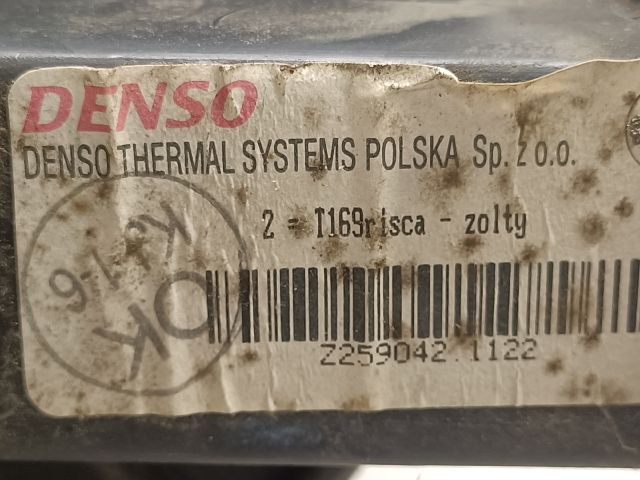 DENSO
DENSO THERMAL SYSTEMS POLSKA Sp. z o.o.
2 - T169risca - zolty
Z259042.1122
OK